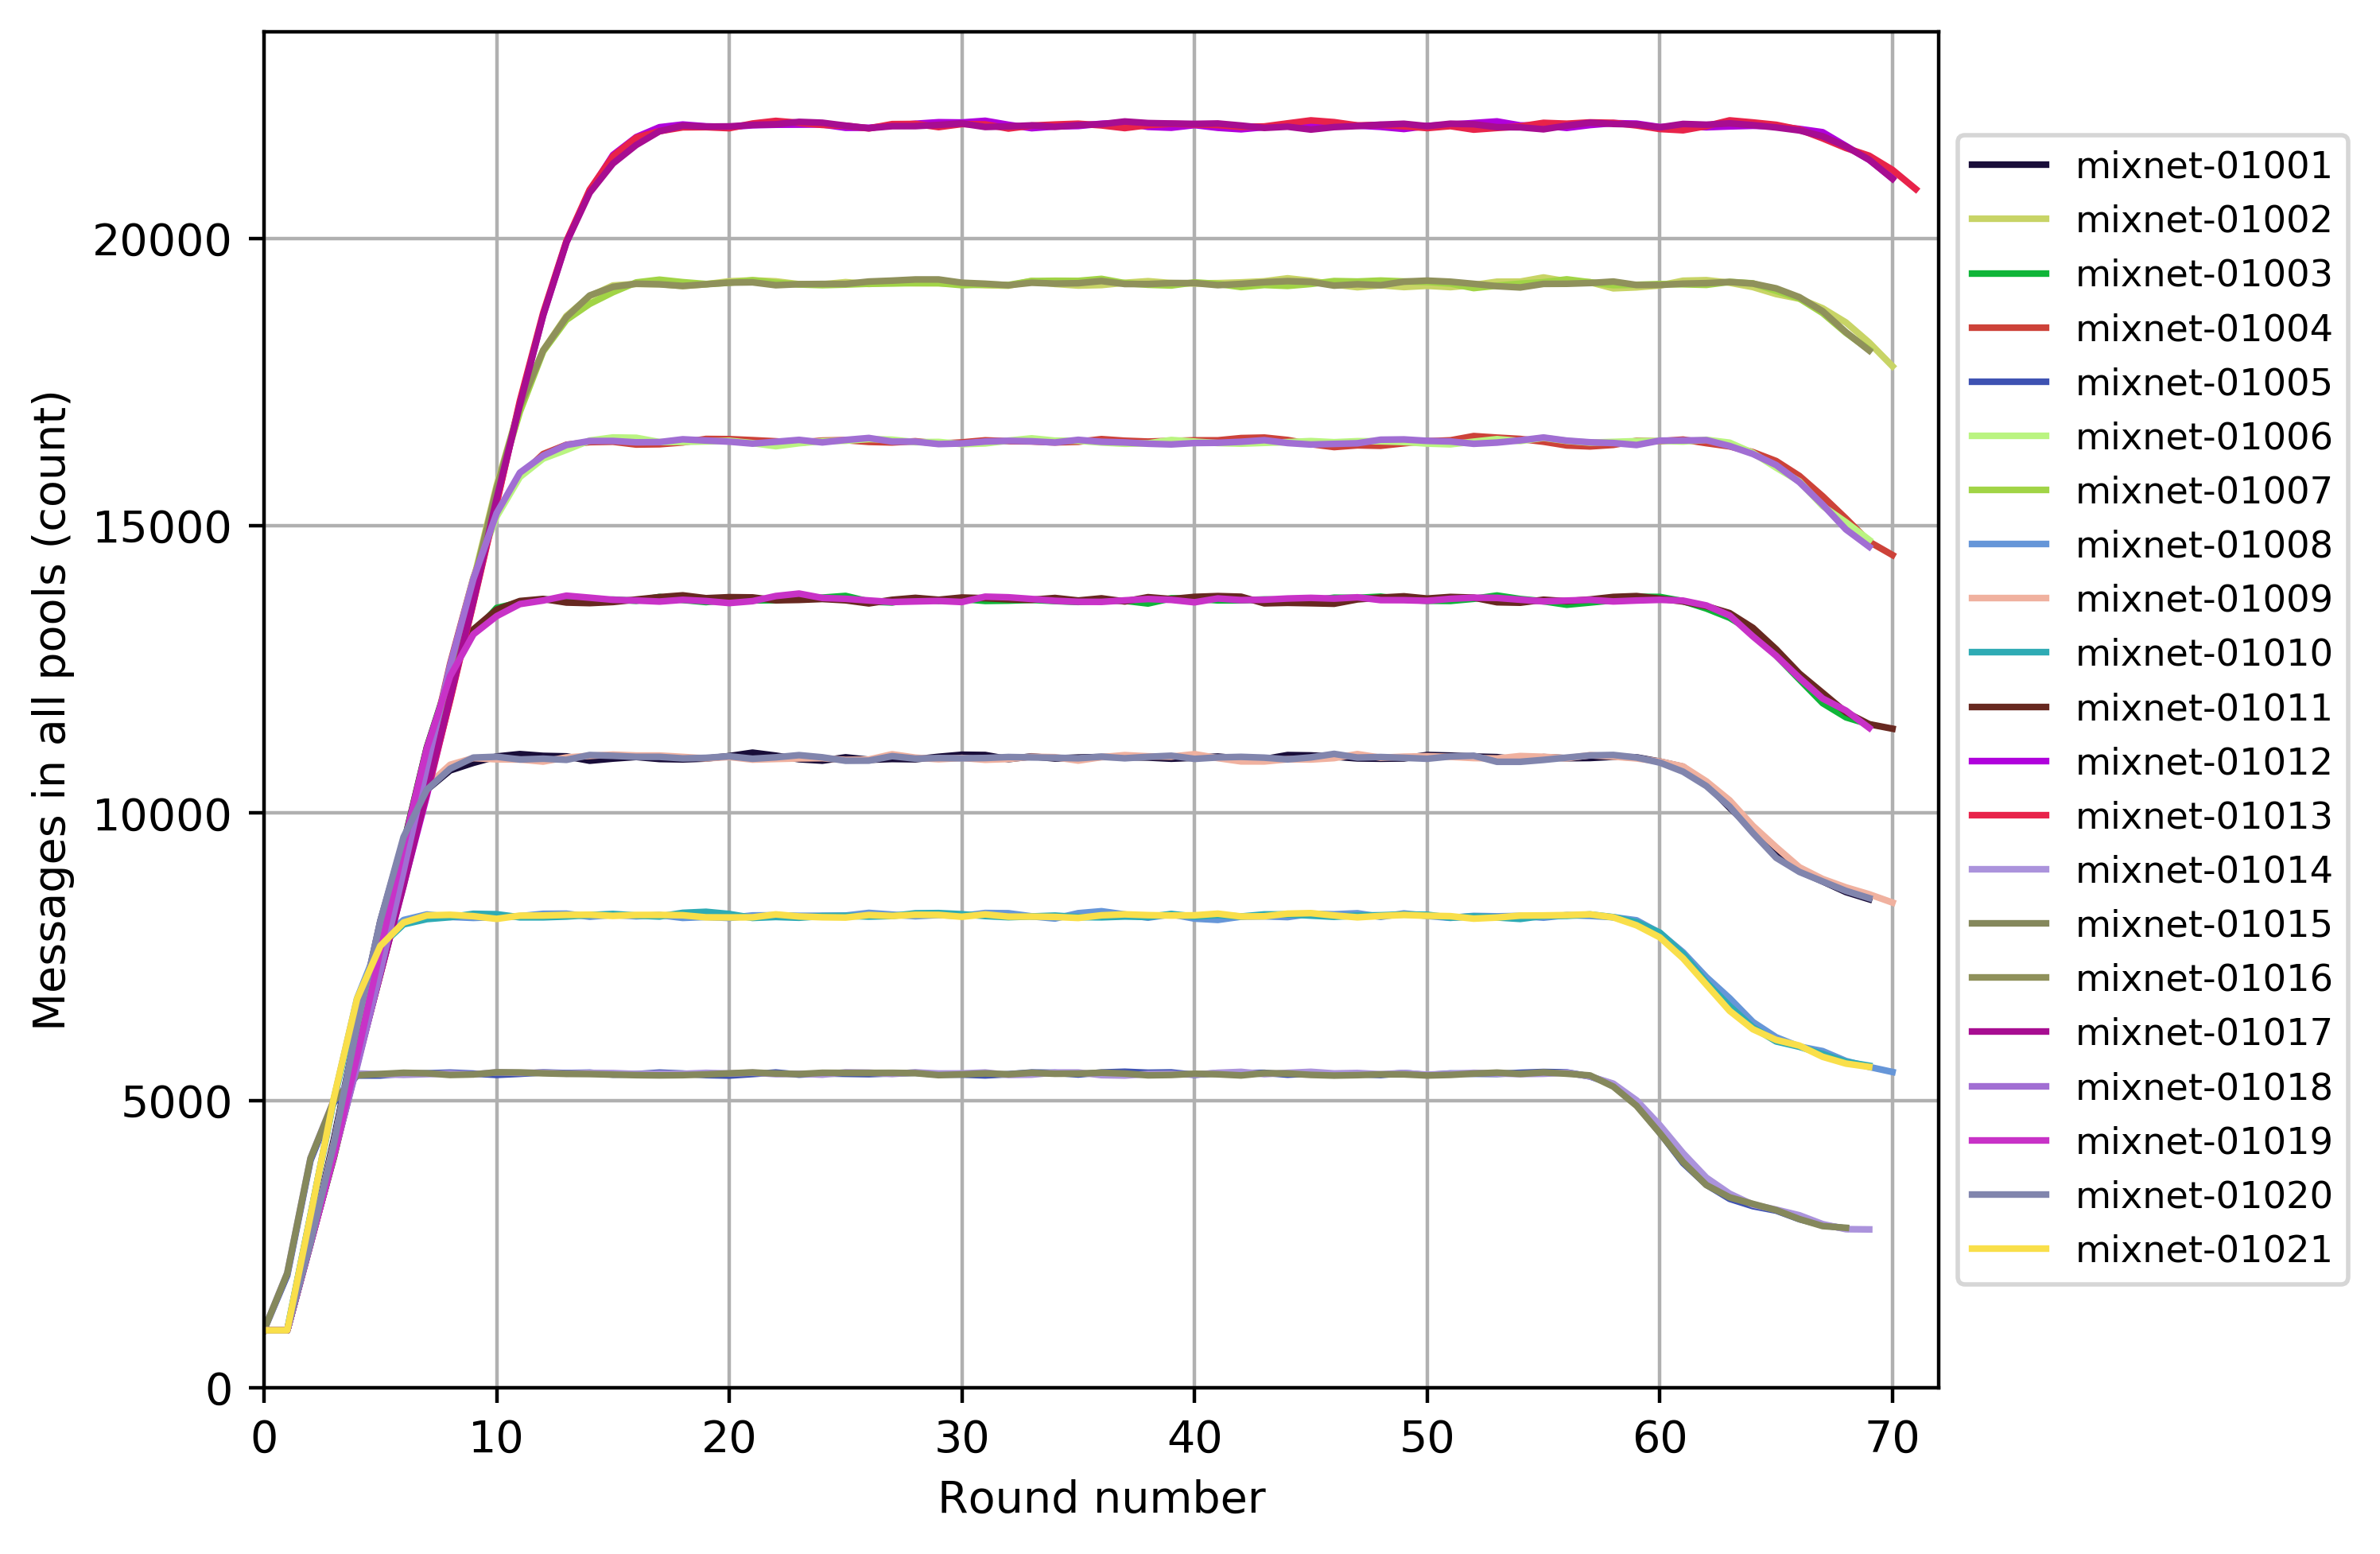 Messages in all pools (count)
20000
15000
10000
5000
0
0 10 20 30 40 50 60 70
Round number
mixnet-01001
mixnet-01002
mixnet-01003
mixnet-01004
mixnet-01005
mixnet-01006
mixnet-01007
mixnet-01008
mixnet-01009
mixnet-01010
mixnet-01011
mixnet-01012
mixnet-01013
mixnet-01014
mixnet-01015
mixnet-01016
mixnet-01017
mixnet-01018
mixnet-01019
mixnet-01020
mixnet-01021